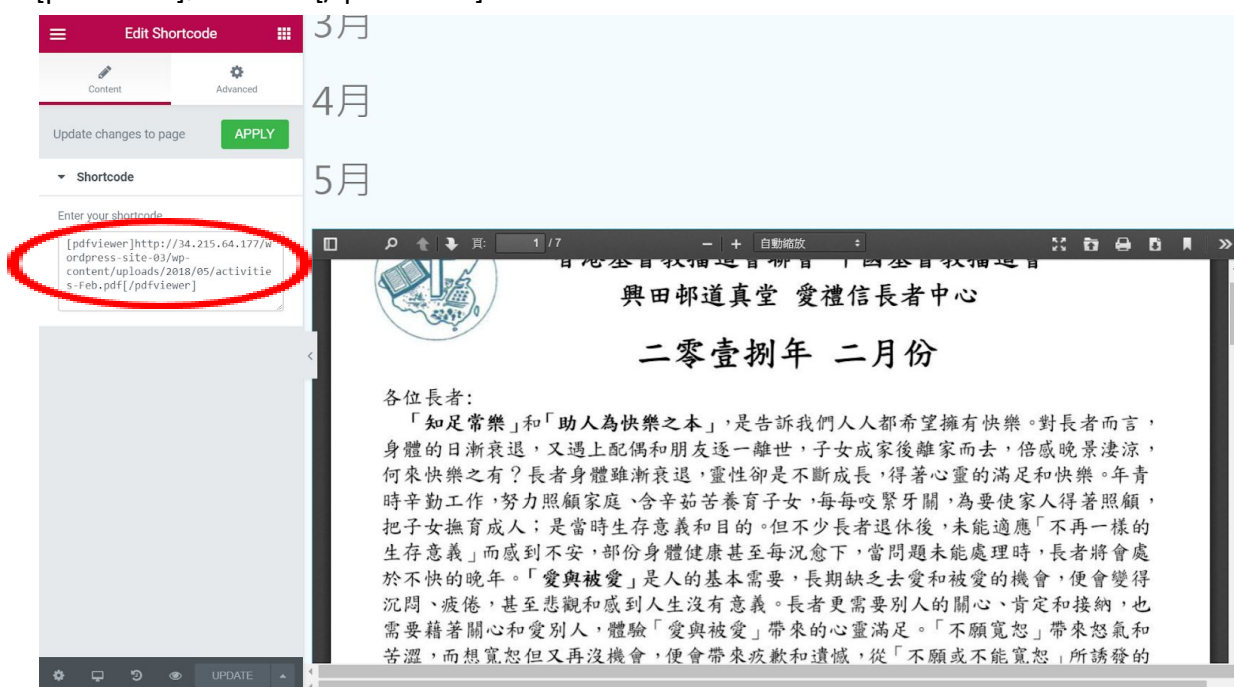 Edit Shortcode
Content
Advanced
Update changes to page
APPLY
Shortcode
Enter your shortcode
[pdfviewer]http://34.215.64.177/w
ordpress-site-03/wp-
content/uploads/2018/05/activitie
s-Feb.pdf[/pdfviewer]
UPDATE
3月
4月
5月
頁: 1 /7
自動縮放
興田邨道真堂 愛禮信長者中心
二零壹捌年 二月份
各位長者:
「知足常樂」和「助人為快樂之本」,是告訴我們人人都希望擁有快樂。對長者而言,
身體的日漸衰退,又遇上配偶和朋友逐一離世,子女成家後離家而去,倍感晚景淒涼,
何來快樂之有?長者身體雖漸衰退,靈性卻是不斷成長,得著心靈的滿足和快樂。年青
時辛勤工作,努力照顧家庭、含辛茹苦養育子女,每每咬緊牙關,為要使家人得著照顧,
把子女撫育成人;是當時生存意義和目的。但不少長者退休後,未能適應「不再一樣的
生存意義」而感到不安,部份身體健康甚至每況愈下,當問題未能處理時,長者將會處
於不快的晚年。「愛與被愛」是人的基本需要,長期缺乏去愛和被愛的機會,便會變得
沉悶、疲倦,甚至悲觀和感到人生沒有意義。長者更需要別人的關心、肯定和接納,也
需要藉著關心和愛別人,體驗「愛與被愛」帶來的心靈滿足。「不願寬恕」帶來怒氣和
苦澀,而想寬恕但又再沒機會,便會帶來疚歉和遺憾,從「不願或不能寬恕」所誘發的